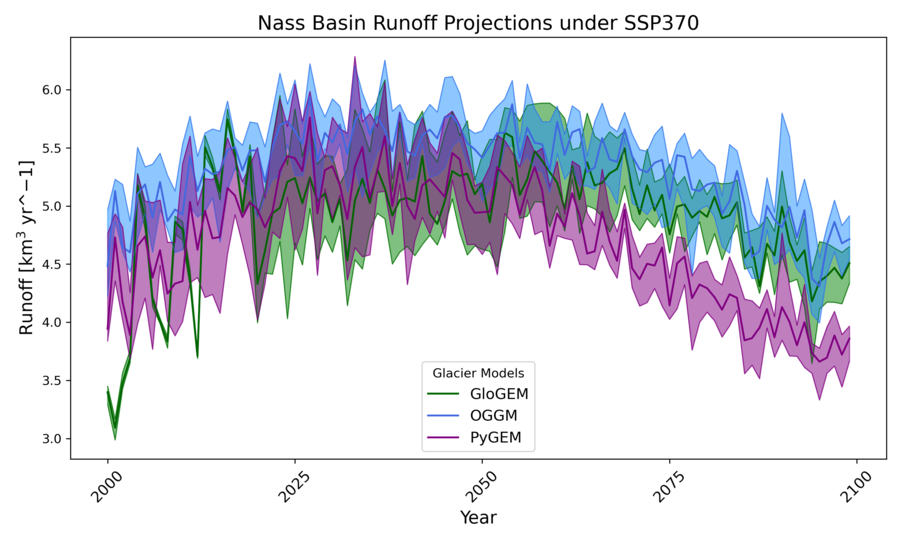 Nass Basin Runoff Projections under SSP370
Runoff [km³ yr^−1]
6.0
5.5
5.0
4.5
4.0
3.5
3.0
Glacier Models
GloGEM
OGGM
PyGEM
2000
2025
2050
2075
2100
Year